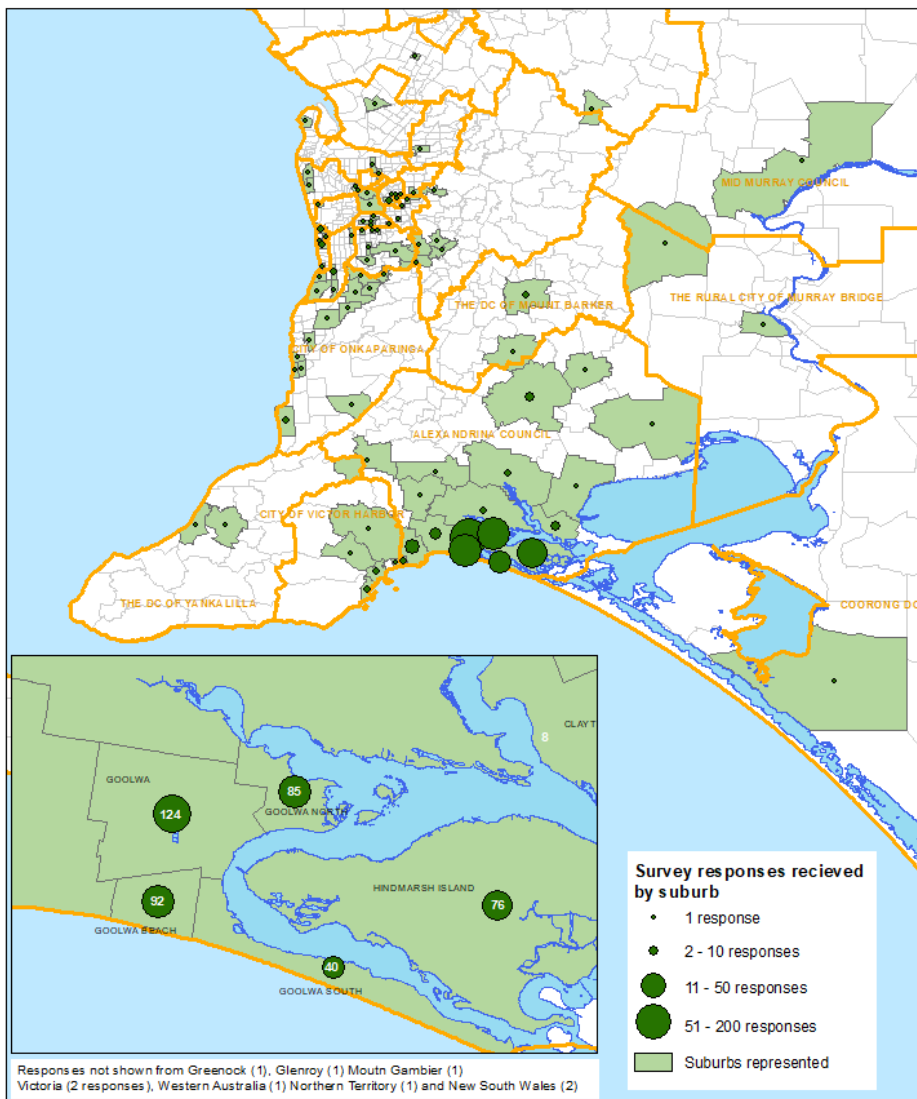 MID MURRAY COUNCIL
THE DC OF MOUNT BARKER
THE RURAL CITY OF MURRAY BRIDGE
CITY OF ONKAPARINGA
ALEXANDRINA COUNCIL
CITY OF VICTOR HARBOR
THE DC OF YANKALILLA
COORONG DC
CLAYT
8
GOOLWA
85
GOOLWA NORTH
124
HINDMARSH ISLAND
92
76
GOOLWA BEACH
40
GOOLWA SOUTH
Survey responses recieved
by suburb
1 response
2 - 10 responses
11 - 50 responses
51 - 200 responses
Suburbs represented
Responses not shown from Greenock (1), Glenroy (1) Moutn Gambier (1)
Victoria (2 responses), Western Australia (1) Northern Territory (1) and New South Wales (2)